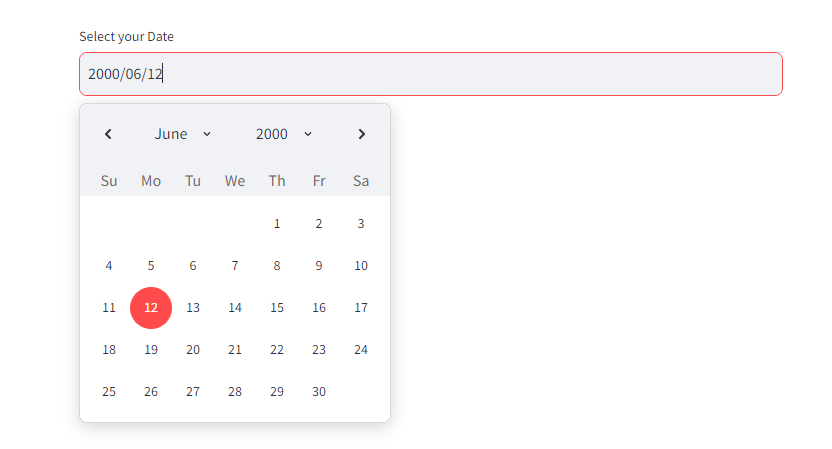 Select your Date
2000/06/12
June 2000
Su Mo Tu We Th Fr Sa
1 2 3
4 5 6 7 8 9 10
11 12 13 14 15 16 17
18 19 20 21 22 23 24
25 26 27 28 29 30